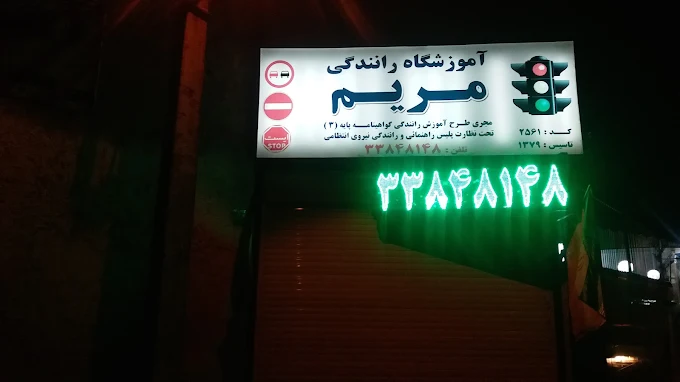 آموزشگاه رانندگی
مریم
مجری طرح آموزش رانندگی گواهینامه پایه (۳)
تحت نظارت پلیس راهنمائی و رانندگی نیروی انتظامی
تلفن : ۳۳۸۴۸۱۴۸
کد : ۲۵۶۱
تاسیس : ۱۳۷۹
ایست
STOP
۳۳۸۴۸۱۴۸